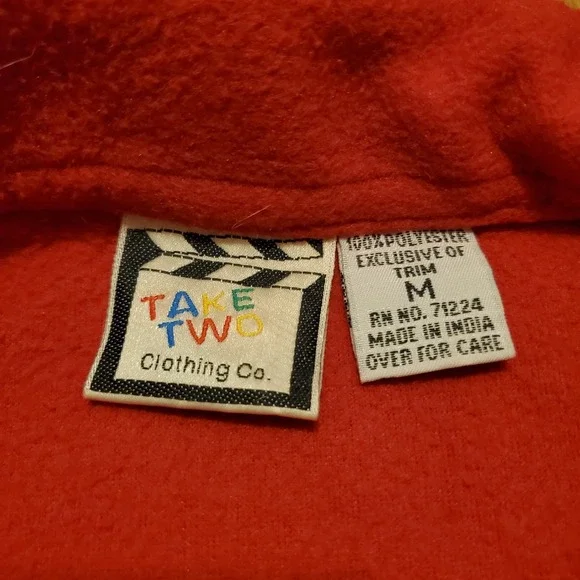 TAKE
TWO
Clothing Co.
100% POLYESTER
EXCLUSIVE OF
TRIM
M
RN NO. 71224
MADE IN INDIA
OVER FOR CARE